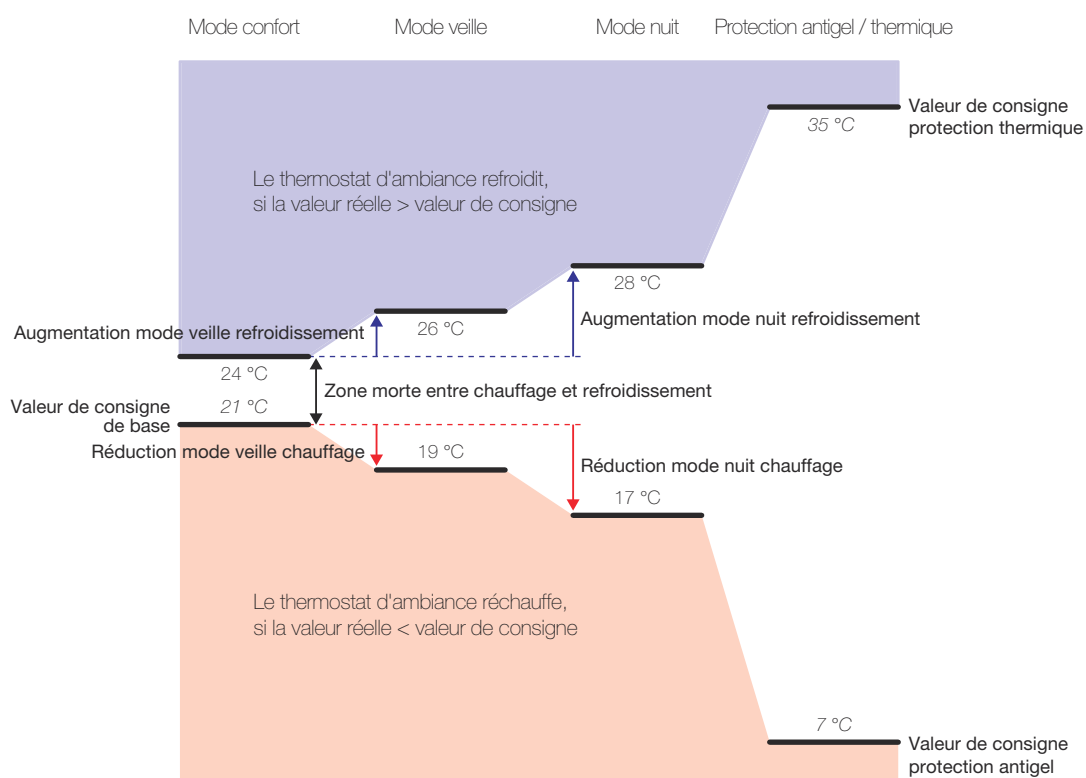 Mode confort
Mode veille
Mode nuit
Protection antigel / thermique
Valeur de consigne
protection thermique
35 °C
Le thermostat d'ambiance refroidit,
si la valeur réelle > valeur de consigne
28 °C
Augmentation mode nuit refroidissement
26 °C
Augmentation mode veille refroidissement
24 °C
Zone morte entre chauffage et refroidissement
21 °C
Valeur de consigne
de base
Réduction mode veille chauffage
19 °C
Réduction mode nuit chauffage
17 °C
Le thermostat d'ambiance réchauffe,
si la valeur réelle < valeur de consigne
7 °C
Valeur de consigne
protection antigel